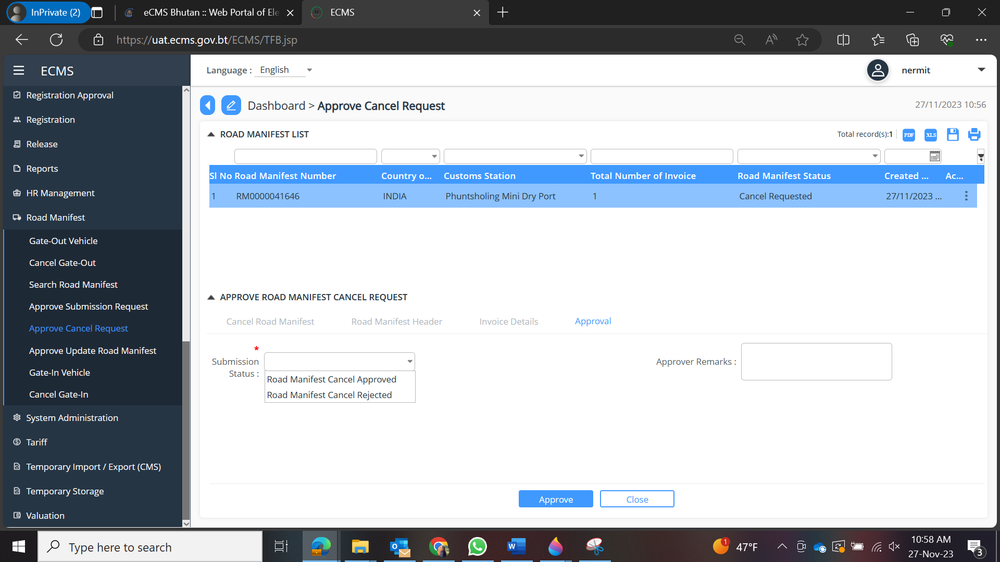 InPrivate (2)
eCMS Bhutan :: Web Portal of Ele
ECMS
https://uat.ecms.gov.bt/ECMS/TFB.jsp
ECMS
Language : English
nermit
Registration Approval
Registration
Release
Reports
HR Management
Road Manifest
Gate-Out Vehicle
Cancel Gate-Out
Search Road Manifest
Approve Submission Request
Approve Cancel Request
Approve Update Road Manifest
Gate-In Vehicle
Cancel Gate-In
System Administration
Tariff
Temporary Import / Export (CMS)
Temporary Storage
Valuation
Dashboard > Approve Cancel Request
27/11/2023 10:56
ROAD MANIFEST LIST
Total record(s):1
PDF
XLS
Sl No Road Manifest Number Country o... Customs Station Total Number of Invoice Road Manifest Status Created ... Ac...
1 RM0000041646 INDIA Phuntsholing Mini Dry Port 1 Cancel Requested 27/11/2023 ...
APPROVE ROAD MANIFEST CANCEL REQUEST
Cancel Road Manifest Road Manifest Header Invoice Details Approval
*
Submission
Status :
Road Manifest Cancel Approved
Road Manifest Cancel Rejected
Approver Remarks :
Approve
Close
Type here to search
1
47°F
10:58 AM
27-Nov-23
3